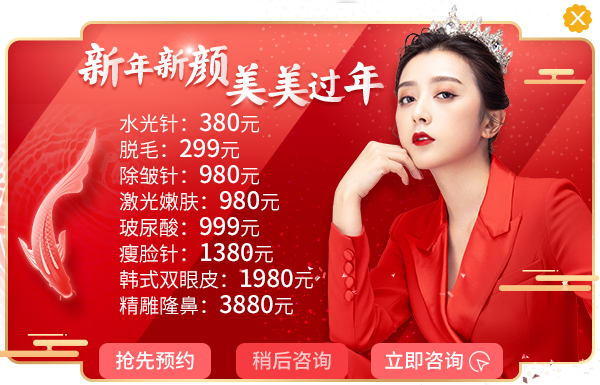 新年新颜 美美过年
水光针：380元
脱毛：299元
除皱针：980元
激光嫩肤：980元
玻尿酸：999元
瘦脸针：1380元
韩式双眼皮：1980元
精雕隆鼻：3880元
抢先预约 稍后咨询 立即咨询